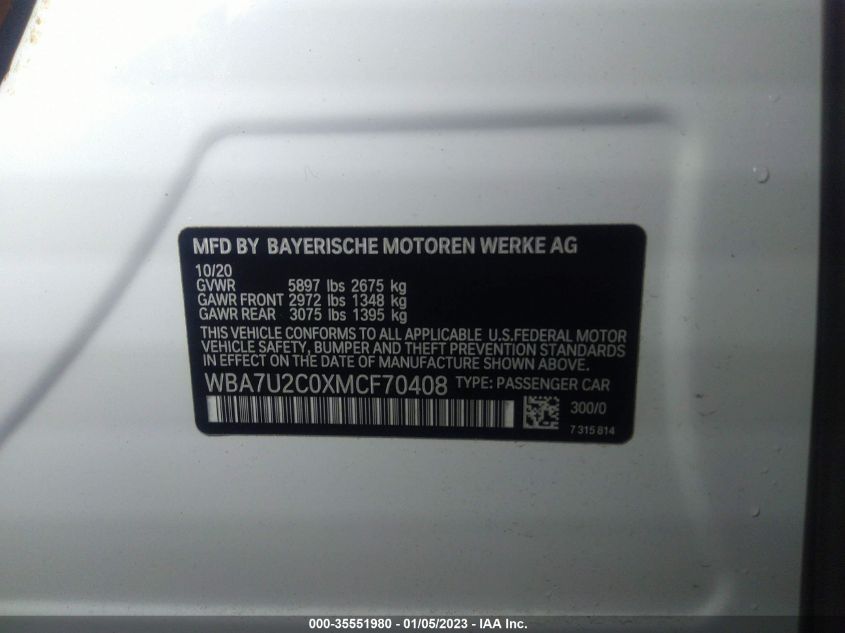 MFD BY BAYERISCHE MOTOREN WERKE AG
10/20
GVWR 5897 lbs 2675 kg
GAWR FRONT 2972 lbs 1348 kg
GAWR REAR 3075 lbs 1395 kg
THIS VEHICLE CONFORMS TO ALL APPLICABLE U.S.FEDERAL MOTOR
VEHICLE SAFETY, BUMPER AND THEFT PREVENTION STANDARDS
IN EFFECT ON THE DATE OF MANUFACTURE SHOWN ABOVE.
WBA7U2C0XMCF70408 TYPE: PASSENGER CAR
300/0
7 315 814
000-35551980 - 01/05/2023 - IAA Inc.